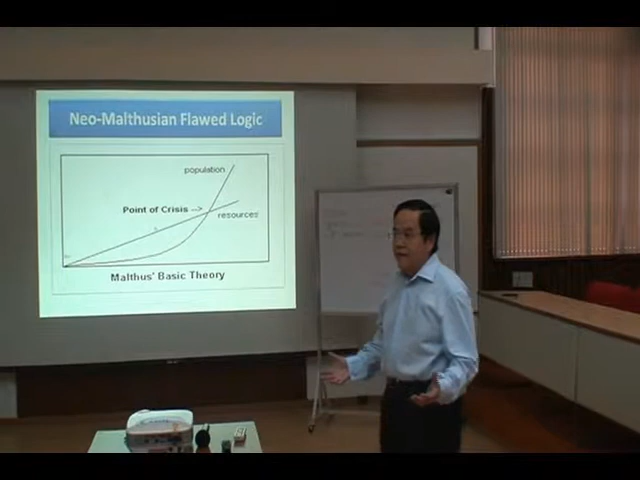 Neo-Malthusian Flawed Logic
population
Point of Crisis -->
resources
Malthus' Basic Theory